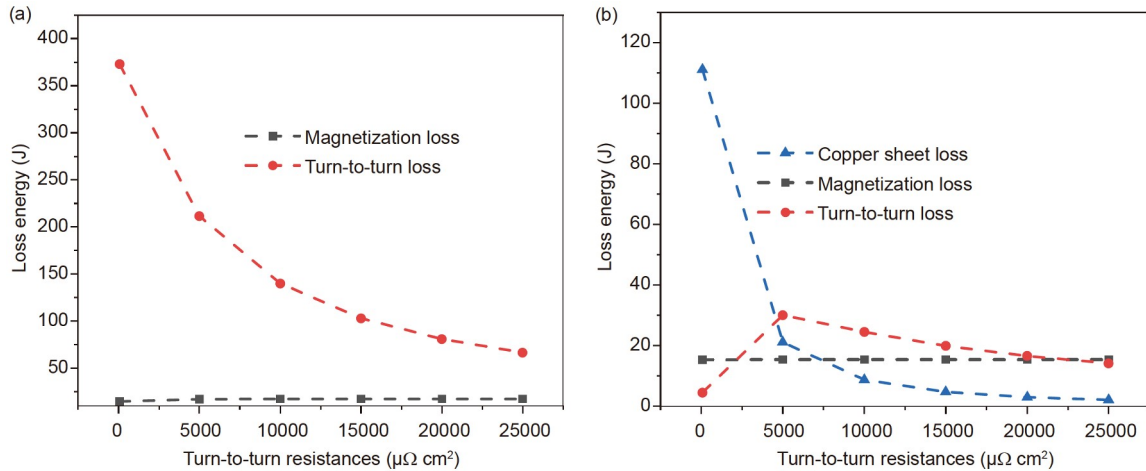 (a)
400
350
300
250
200
150
100
50
Loss energy (J)
Magnetization loss
Turn-to-turn loss
0 5000 10000 15000 20000 25000
Turn-to-turn resistances (μΩ cm²)
(b)
120
100
80
60
40
20
0
Loss energy (J)
Copper sheet loss
Magnetization loss
Turn-to-turn loss
0 5000 10000 15000 20000 25000
Turn-to-turn resistances (μΩ cm²)